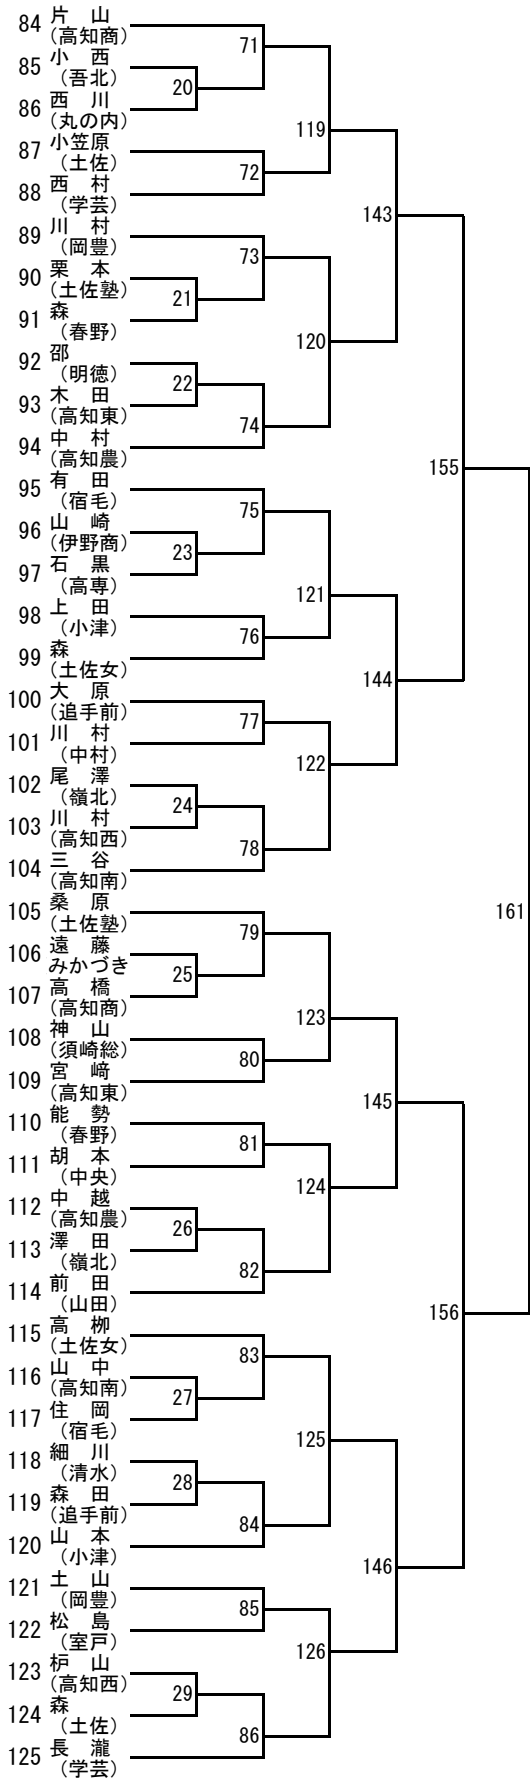 84 片　山
（高知商）
85 小　西
（吾北）
86 西　川
（丸の内）
87 小笠原
（土佐）
88 西　村
（学芸）
89 川　村
（岡豊）
90 栗　本
（土佐塾）
91 森
（春野）
92 邵
（明徳）
93 木　田
（高知東）
94 中　村
（高知農）
95 有　田
（宿毛）
96 山　崎
（伊野商）
97 石　黒
（高専）
98 上　田
（小津）
99 森
（土佐女）
100 大　原
（追手前）
101 川　村
（中村）
102 尾　澤
（嶺北）
103 川　村
（高知西）
104 三　谷
（高知南）
105 桑　原
（土佐塾）
106 遠　藤
みかづき
107 高　橋
（高知商）
108 神　山
（須崎総）
109 宮　﨑
（高知東）
110 能　勢
（春野）
111 胡　本
（中央）
112 中　越
（高知農）
113 澤　田
（嶺北）
114 前　田
（山田）
115 高　栁
（土佐女）
116 山　中
（高知南）
117 住　岡
（宿毛）
118 細　川
（清水）
119 森　田
（追手前）
120 山　本
（小津）
121 土　山
（岡豊）
122 松　島
（室戸）
123 枦　山
（高知西）
124 森
（土佐）
125 長　瀧
（学芸）
20
21
22
23
24
25
26
27
28
29
71
72
73
74
75
76
77
78
79
80
81
82
83
84
85
86
119
120
121
122
123
124
125
126
143
144
145
146
155
156
161